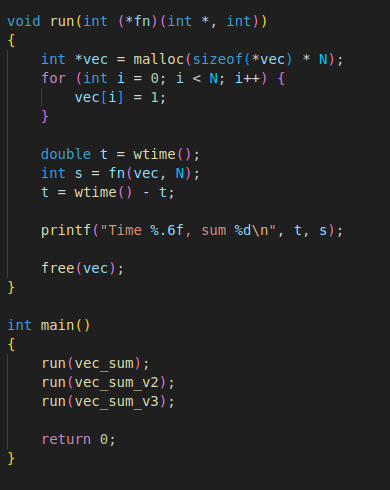 void run(int (*fn)(int *, int))
{
    int *vec = malloc(sizeof(*vec) * N);
    for (int i = 0; i < N; i++) {
        vec[i] = 1;
    }

    double t = wtime();
    int s = fn(vec, N);
    t = wtime() - t;

    printf("Time %.6f, sum %d\n", t, s);

    free(vec);
}

int main()
{
    run(vec_sum);
    run(vec_sum_v2);
    run(vec_sum_v3);

    return 0;
}